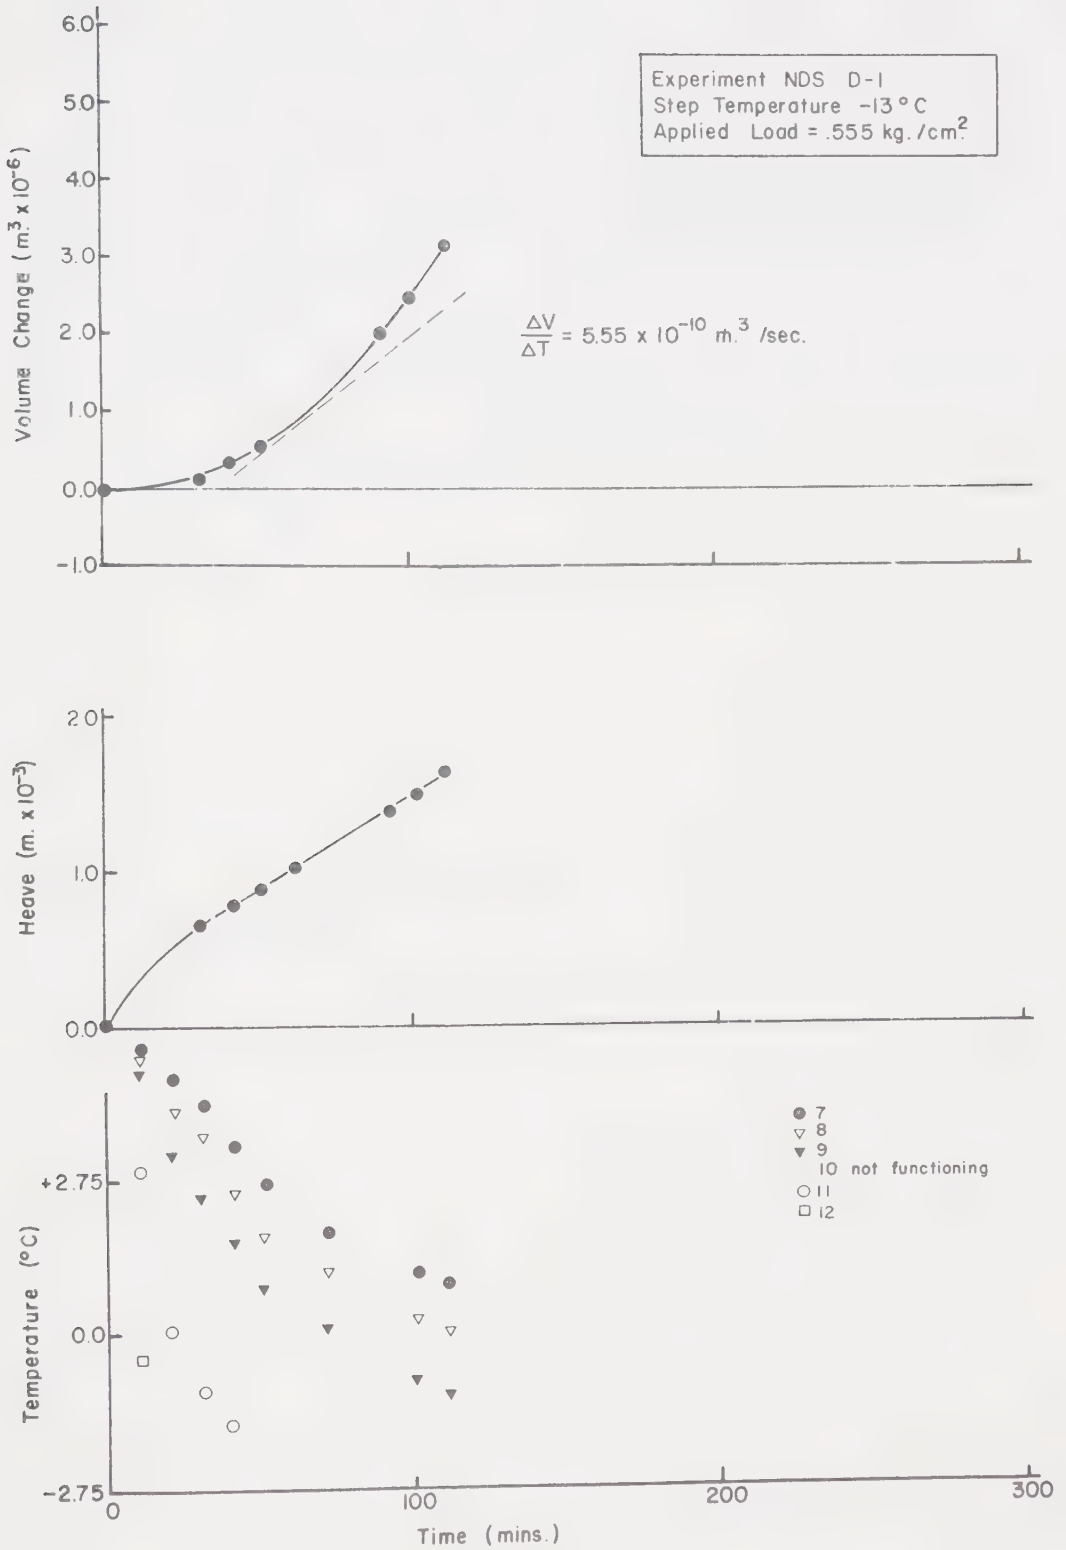 6.0
5.0
4.0
3.0
2.0
1.0
0.0
-1.0
Volume Change (m.³ x 10⁻⁶)
Experiment NDS D-1
Step Temperature -13°C
Applied Load = .555 kg./cm.²
ΔV/ΔT = 5.55 x 10⁻¹⁰ m.³ /sec.
2.0
1.0
0.0
Heave (m. x 10⁻³)
7
8
9
10 not functioning
11
12
+2.75
0.0
-2.75
Temperature (°C)
0
100
200
300
Time (mins.)